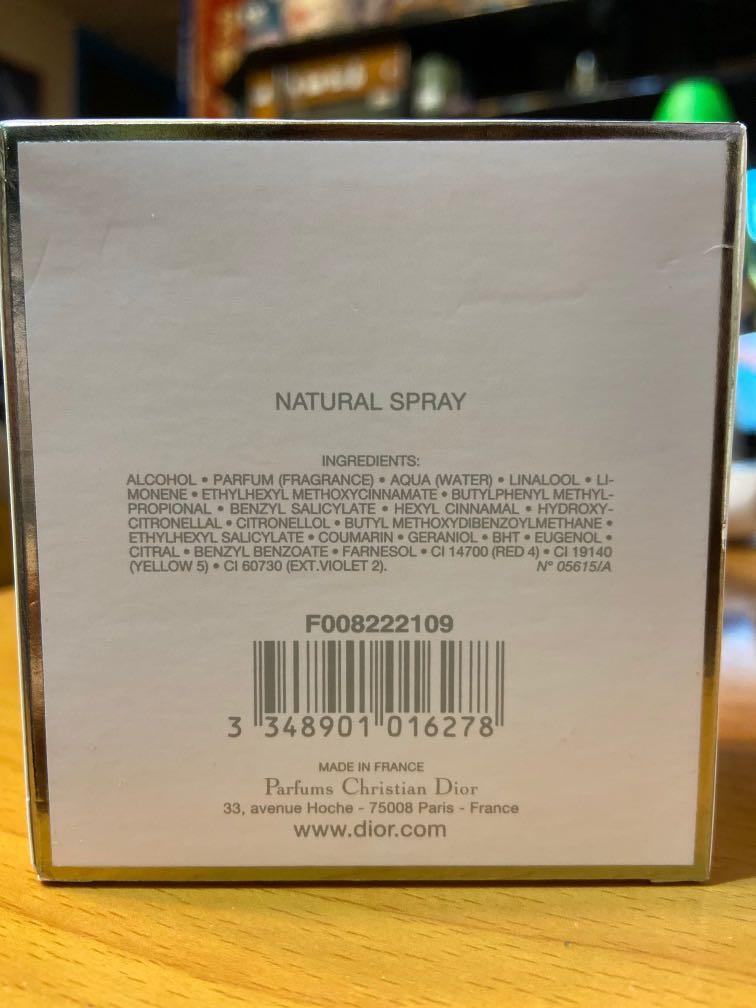 NATURAL SPRAY
INGREDIENTS:
ALCOHOL • PARFUM (FRAGRANCE) • AQUA (WATER) • LINALOOL • LI-
MONENE • ETHYLHEXYL METHOXYCINNAMATE • BUTYLPHENYL METHYL-
PROPIONAL • BENZYL SALICYLATE • HEXYL CINNAMAL • HYDROXY-
CITRONELLAL • CITRONELLOL • BUTYL METHOXYDIBENZOYLMETHANE •
ETHYLHEXYL SALICYLATE • COUMARIN • GERANIOL • BHT • EUGENOL •
CITRAL • BENZYL BENZOATE • FARNESOL • CI 14700 (RED 4) • CI 19140
(YELLOW 5) • CI 60730 (EXT.VIOLET 2). N° 05615/A
F008222109
3 348901 016278
MADE IN FRANCE
Parfums Christian Dior
33, avenue Hoche - 75008 Paris - France
www.dior.com